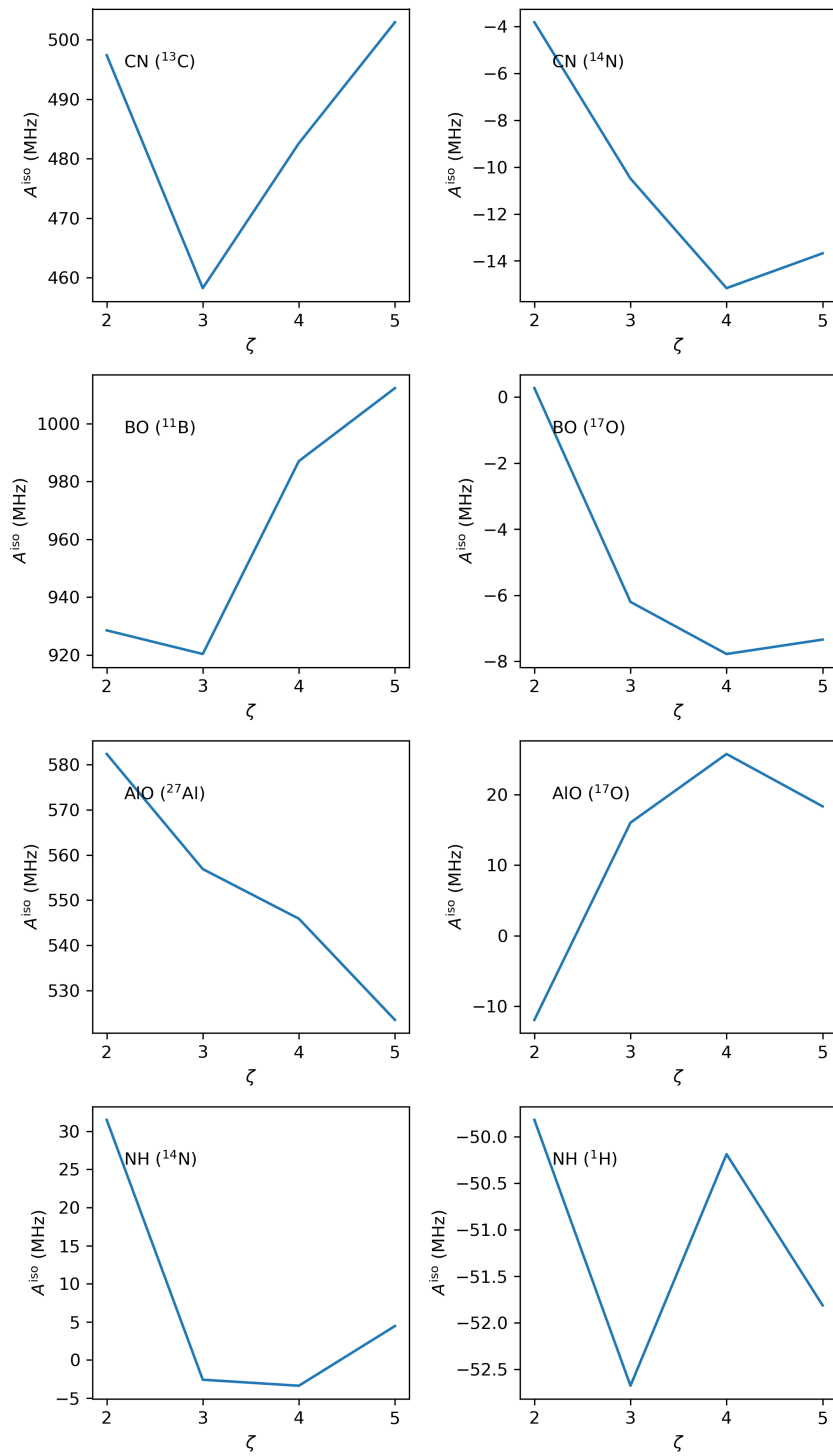 CN (¹³C)
A^iso (MHz)
500
490
480
470
460
2 3 4 5
ζ
CN (¹⁴N)
A^iso (MHz)
−4
−6
−8
−10
−12
−14
2 3 4 5
ζ
BO (¹¹B)
A^iso (MHz)
1000
980
960
940
920
2 3 4 5
ζ
BO (¹⁷O)
A^iso (MHz)
0
−2
−4
−6
−8
2 3 4 5
ζ
AlO (²⁷Al)
A^iso (MHz)
580
570
560
550
540
530
2 3 4 5
ζ
AlO (¹⁷O)
A^iso (MHz)
20
10
0
−10
2 3 4 5
ζ
NH (¹⁴N)
A^iso (MHz)
30
25
20
15
10
5
0
−5
2 3 4 5
ζ
NH (¹H)
A^iso (MHz)
−50.0
−50.5
−51.0
−51.5
−52.0
−52.5
2 3 4 5
ζ